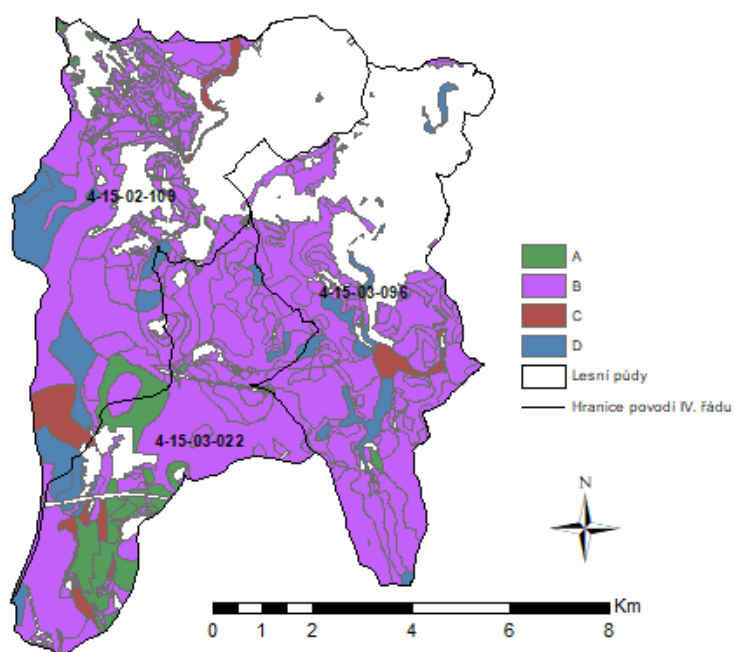 4-15-02-109
4-15-03-096
4-15-03-022
A
B
C
D
Lesní půdy
Hranice povodí IV. řádu
N
Km
0 1 2 4 6 8